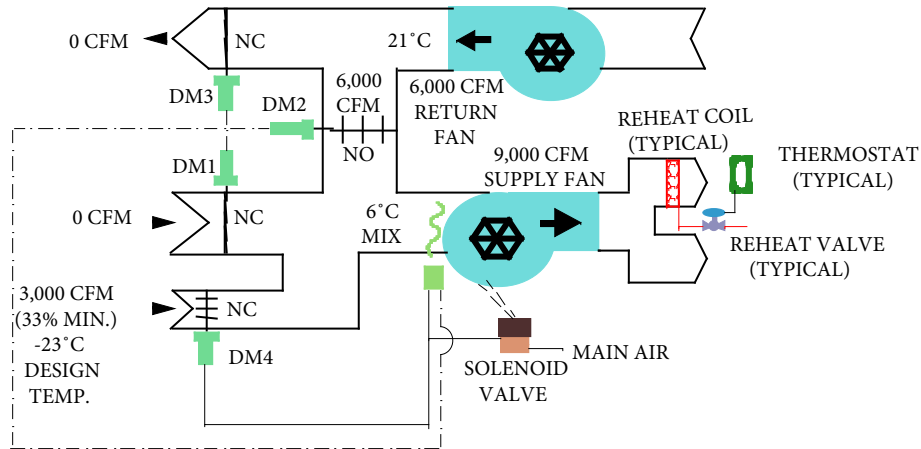 0 CFM
NC
21˚C
DM3
DM2
6,000
CFM
NO
6,000 CFM
RETURN
FAN
REHEAT COIL
(TYPICAL)
THERMOSTAT
(TYPICAL)
DM1
9,000 CFM
SUPPLY FAN
0 CFM
NC
6˚C
MIX
REHEAT VALVE
(TYPICAL)
3,000 CFM
(33% MIN.)
-23˚C
DESIGN
TEMP.
NC
DM4
SOLENOID
VALVE
MAIN AIR